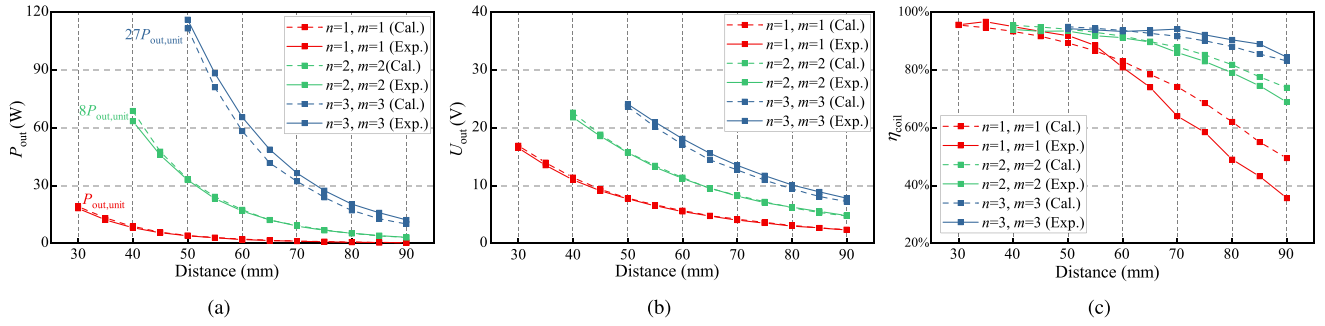 120
90
60
30
0
P_out (W)
27P_out,unit
8P_out,unit
P_out,unit
n=1, m=1 (Cal.)
n=1, m=1 (Exp.)
n=2, m=2(Cal.)
n=2, m=2 (Exp.)
n=3, m=3 (Cal.)
n=3, m=3 (Exp.)
30 40 50 60 70 80 90
Distance (mm)
(a)
40
30
20
10
0
U_out (V)
n=1, m=1 (Cal.)
n=1, m=1 (Exp.)
n=2, m=2 (Cal.)
n=2, m=2 (Exp.)
n=3, m=3 (Cal.)
n=3, m=3 (Exp.)
30 40 50 60 70 80 90
Distance (mm)
(b)
100%
80%
60%
40%
20%
η_coil
n=1, m=1 (Cal.)
n=1, m=1 (Exp.)
n=2, m=2 (Cal.)
n=2, m=2 (Exp.)
n=3, m=3 (Cal.)
n=3, m=3 (Exp.)
30 40 50 60 70 80 90
Distance (mm)
(c)